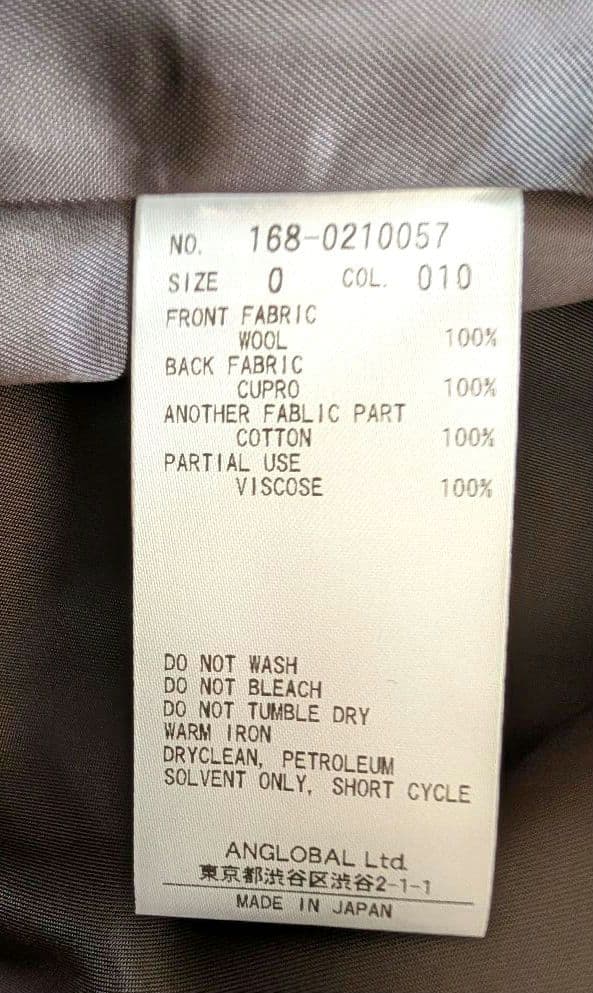 NO. 168-0210057
SIZE 0 COL. 010
FRONT FABRIC
WOOL 100%
BACK FABRIC
CUPRO 100%
ANOTHER FABLIC PART
COTTON 100%
PARTIAL USE
VISCOSE 100%
DO NOT WASH
DO NOT BLEACH
DO NOT TUMBLE DRY
WARM IRON
DRYCLEAN, PETROLEUM
SOLVENT ONLY, SHORT CYCLE
ANGLOBAL Ltd.
東京都渋谷区渋谷2-1-1
MADE IN JAPAN